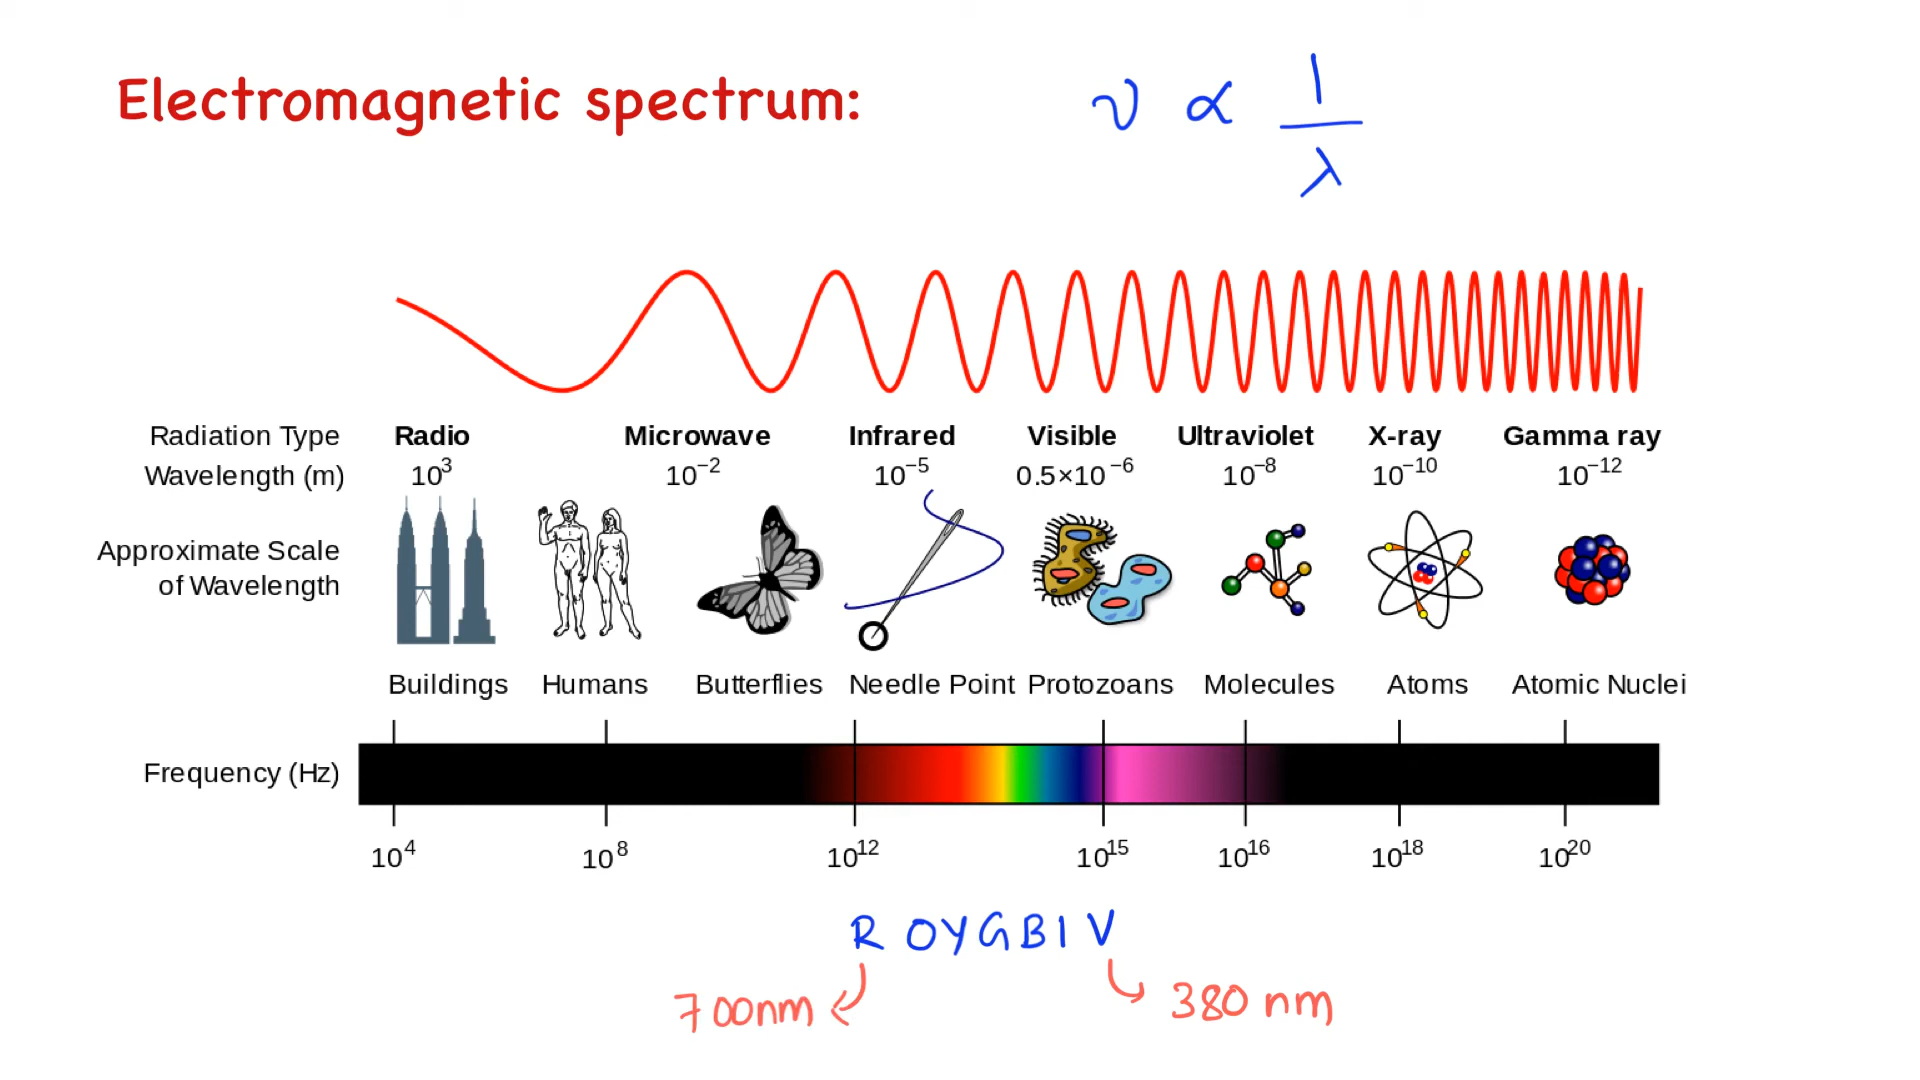 Electromagnetic spectrum:
ν ∝ 1/λ
Radiation Type Radio Microwave Infrared Visible Ultraviolet X-ray Gamma ray
Wavelength (m) 10³ 10⁻² 10⁻⁵ 0.5×10⁻⁶ 10⁻⁸ 10⁻¹⁰ 10⁻¹²
Approximate Scale
of Wavelength
Buildings Humans Butterflies Needle Point Protozoans Molecules Atoms Atomic Nuclei
Frequency (Hz)
10⁴ 10⁸ 10¹² 10¹⁵ 10¹⁶ 10¹⁸ 10²⁰
R OYGBIV
700nm 380 nm